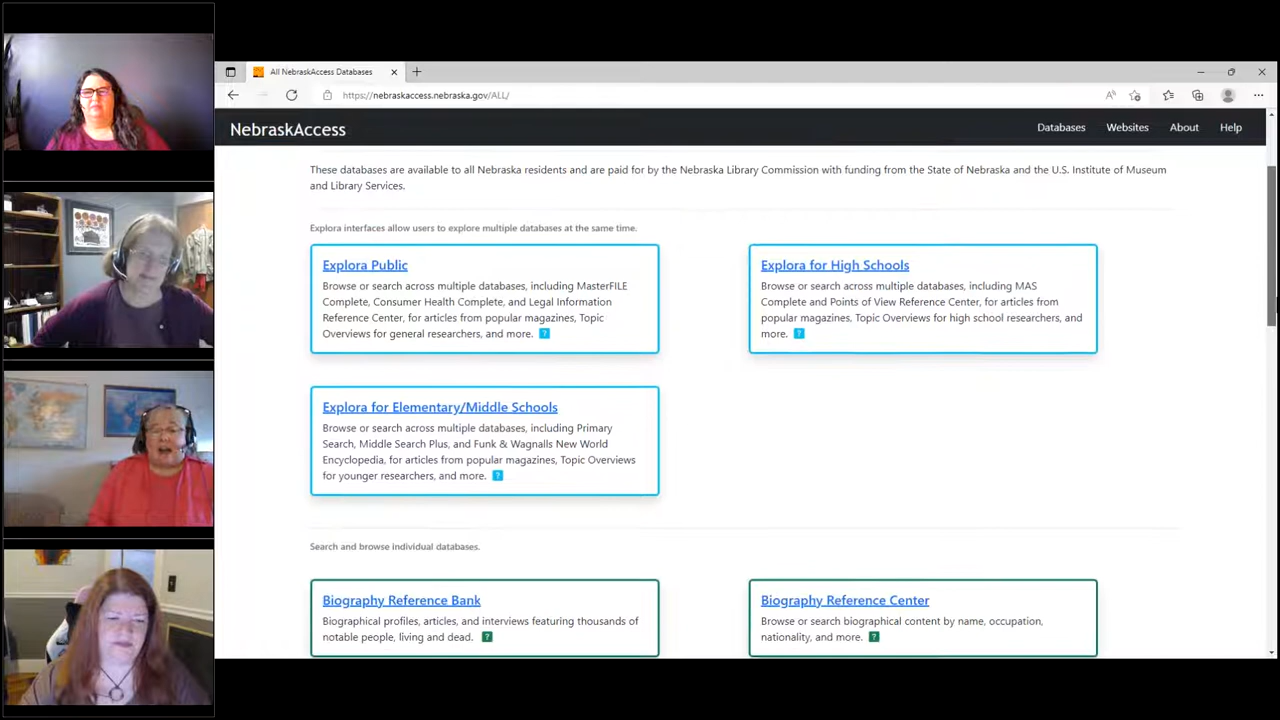 All NebraskAccess Databases
https://nebraskaccess.nebraska.gov/ALL/
NebraskAccess
Databases
Websites
About
Help
These databases are available to all Nebraska residents and are paid for by the Nebraska Library Commission with funding from the State of Nebraska and the U.S. Institute of Museum
and Library Services.
Explora interfaces allow users to explore multiple databases at the same time.
Explora Public
Browse or search across multiple databases, including MasterFILE
Complete, Consumer Health Complete, and Legal Information
Reference Center, for articles from popular magazines, Topic
Overviews for general researchers, and more. ?
Explora for High Schools
Browse or search across multiple databases, including MAS
Complete and Points of View Reference Center, for articles from
popular magazines, Topic Overviews for high school researchers, and
more. ?
Explora for Elementary/Middle Schools
Browse or search across multiple databases, including Primary
Search, Middle Search Plus, and Funk & Wagnalls New World
Encyclopedia, for articles from popular magazines, Topic Overviews
for younger researchers, and more. ?
Search and browse individual databases.
Biography Reference Bank
Biographical profiles, articles, and interviews featuring thousands of
notable people, living and dead. ?
Biography Reference Center
Browse or search biographical content by name, occupation,
nationality, and more. ?